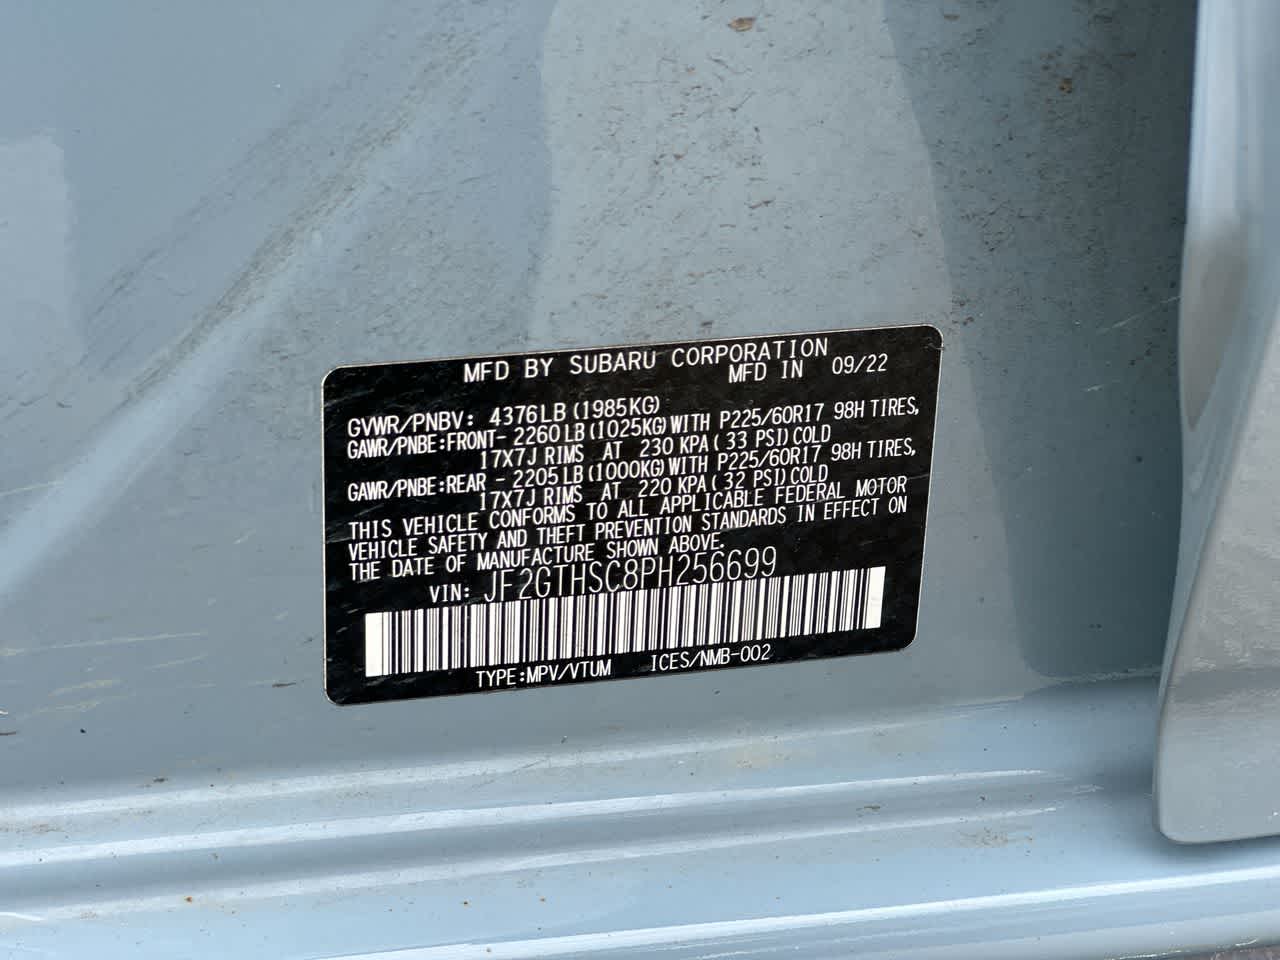 MFD BY SUBARU CORPORATION
MFD IN 09/22
GVWR/PNBV: 4376LB(1985KG)
GAWR/PNBE:FRONT- 2260LB(1025KG)WITH P225/60R17 98H TIRES,
17X7J RIMS AT 230 KPA( 33 PSI)COLD
GAWR/PNBE:REAR - 2205LB(1000KG)WITH P225/60R17 98H TIRES,
17X7J RIMS AT 220 KPA( 32 PSI)COLD
THIS VEHICLE CONFORMS TO ALL APPLICABLE FEDERAL MOTOR
VEHICLE SAFETY AND THEFT PREVENTION STANDARDS IN EFFECT ON
THE DATE OF MANUFACTURE SHOWN ABOVE.
VIN: JF2GTHSC8PH256699
TYPE:MPV/VTUM ICES/NMB-002